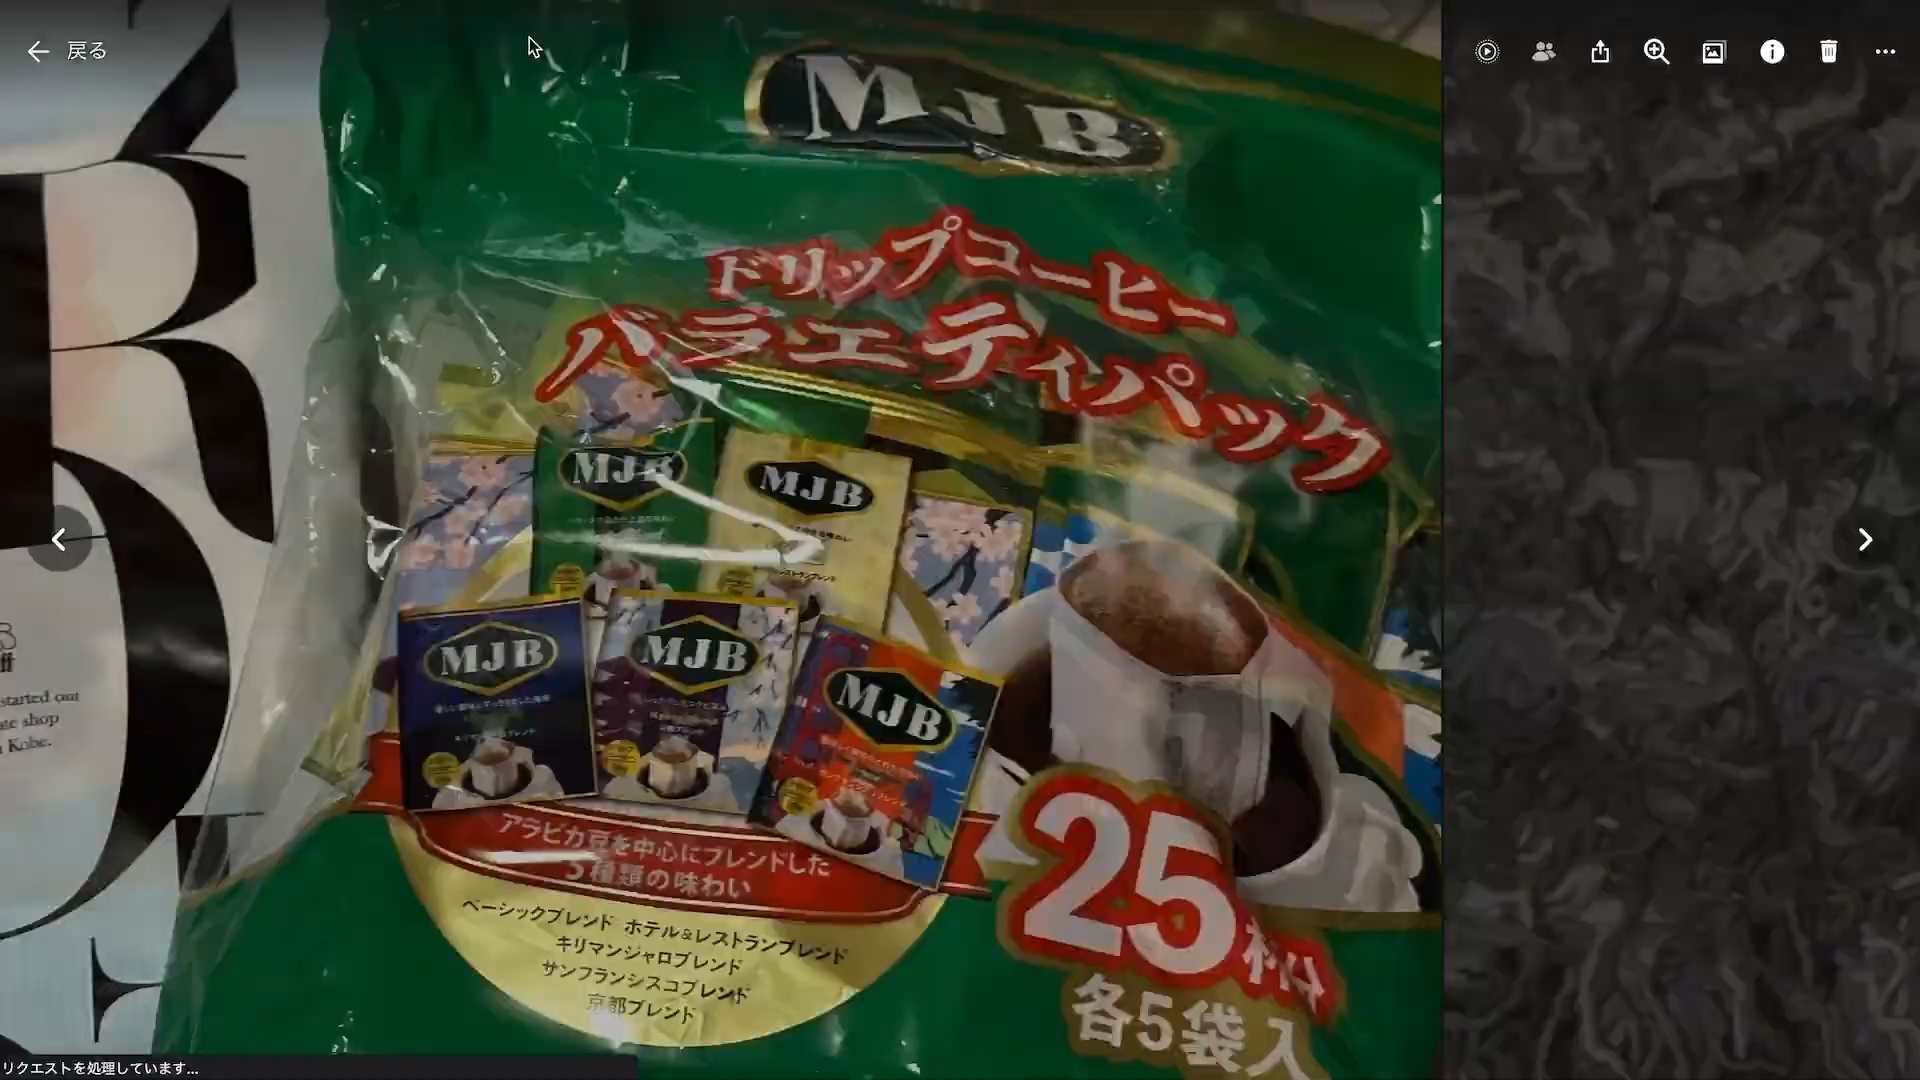 戻る
MJB
ドリップコーヒー
バラエティパック
MJB
MJB
MJB
MJB
MJB
アラビカ豆を中心にブレンドした
5種類の味わい
ベーシックブレンド ホテル&レストランブレンド
キリマンジャロブレンド
サンフランシスコブレンド
京都ブレンド
25杯分
各5袋入
started out
shop
Kobe.
リクエストを処理しています...